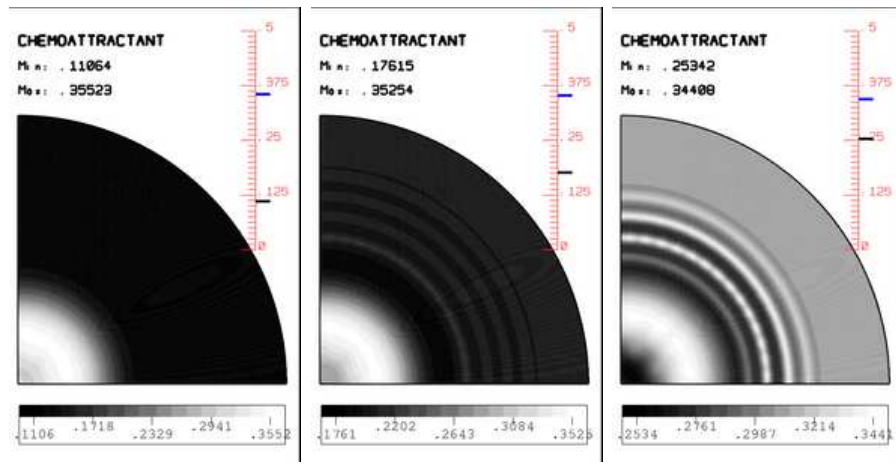 CHEMOATTRACTANT
Min: .11064
Max: .35523
.5
.375
.25
.125
.0
.1106 .1718 .2329 .2941 .3552
CHEMOATTRACTANT
Min: .17615
Max: .35254
.5
.375
.25
.125
.0
.1761 .2202 .2643 .3084 .3525
CHEMOATTRACTANT
Min: .25342
Max: .34408
.5
.375
.25
.125
.0
.2534 .2761 .2987 .3214 .3441